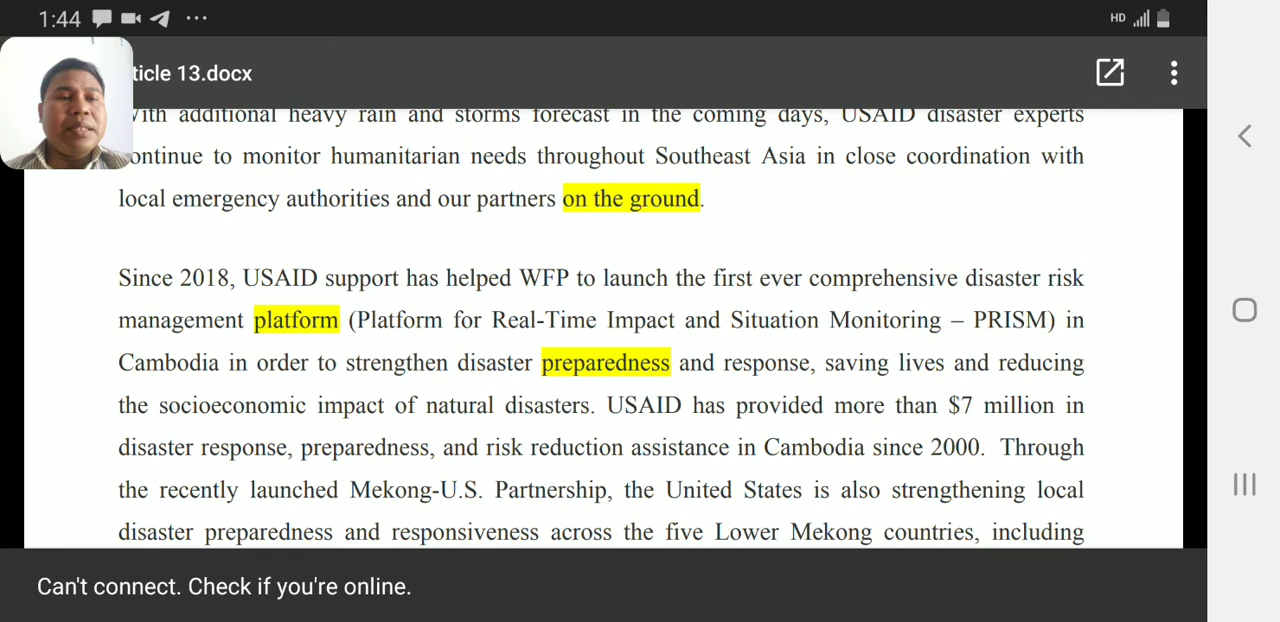 1:44
HD
ticle 13.docx
With additional heavy rain and storms forecast in the coming days, USAID disaster experts
ontinue to monitor humanitarian needs throughout Southeast Asia in close coordination with
local emergency authorities and our partners on the ground.
Since 2018, USAID support has helped WFP to launch the first ever comprehensive disaster risk
management platform (Platform for Real-Time Impact and Situation Monitoring – PRISM) in
Cambodia in order to strengthen disaster preparedness and response, saving lives and reducing
the socioeconomic impact of natural disasters. USAID has provided more than $7 million in
disaster response, preparedness, and risk reduction assistance in Cambodia since 2000. Through
the recently launched Mekong-U.S. Partnership, the United States is also strengthening local
disaster preparedness and responsiveness across the five Lower Mekong countries, including
Can't connect. Check if you're online.